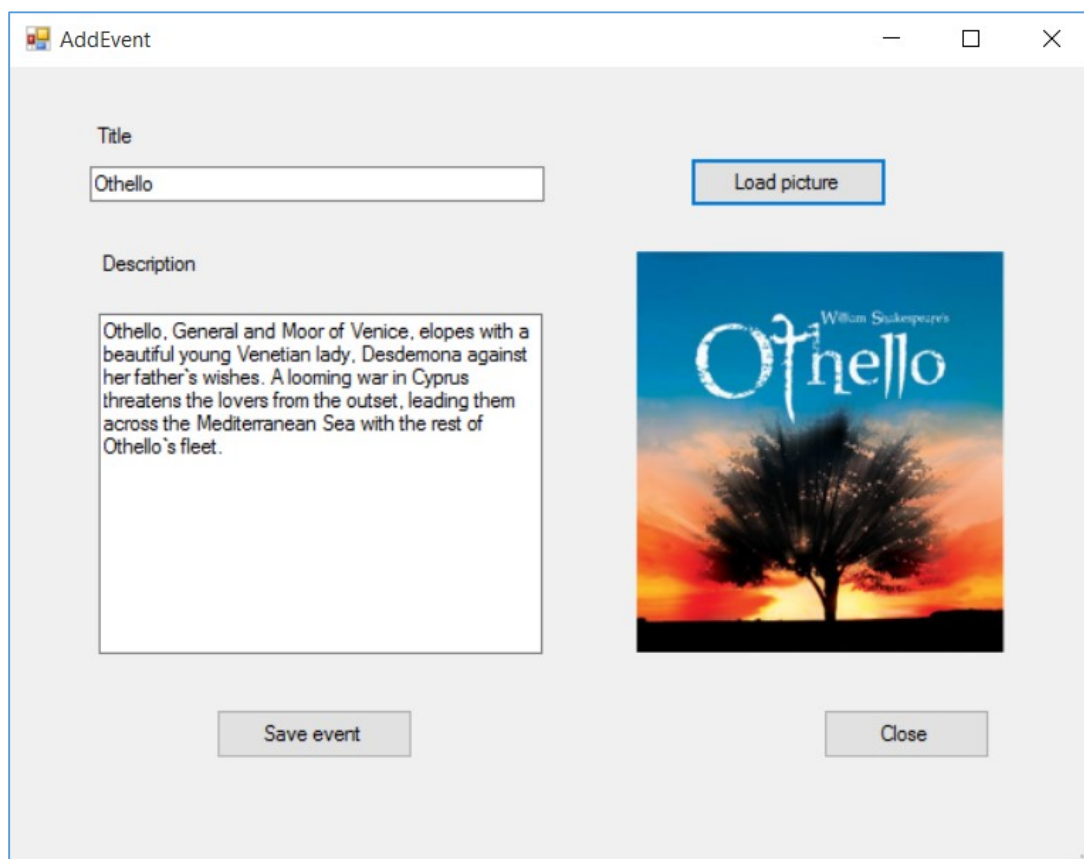 AddEvent
Title
Othello
Load picture
Description
Othello, General and Moor of Venice, elopes with a
beautiful young Venetian lady, Desdemona against
her father`s wishes. A looming war in Cyprus
threatens the lovers from the outset, leading them
across the Mediterranean Sea with the rest of
Othello`s fleet.
William Shakespeare's
Othello
Save event
Close